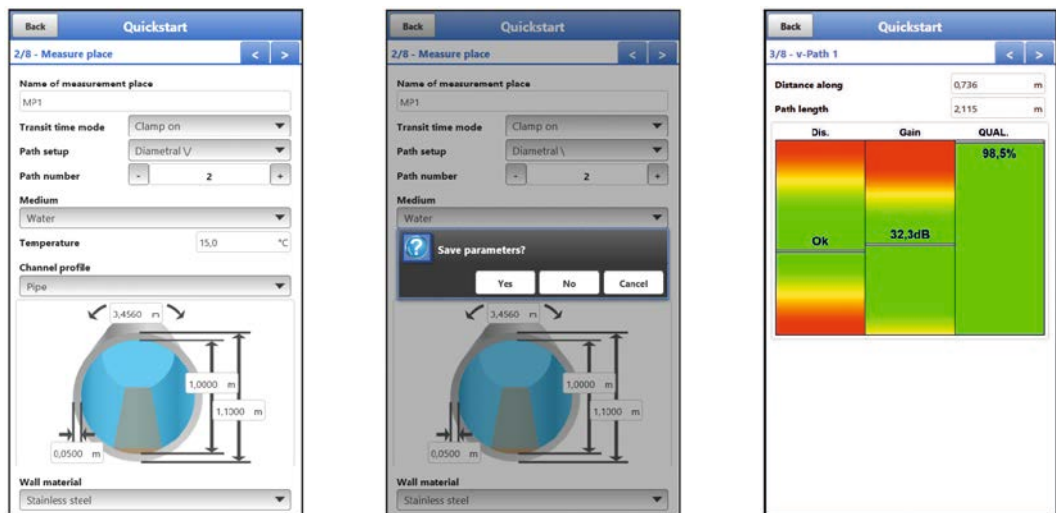 Back
Quickstart
2/8 - Measure place
<
>
Name of measurement place
MP1
Transit time mode
Clamp on
Path setup
Diametral \/
Path number
-
2
+
Medium
Water
Temperature
15,0
°C
Channel profile
Pipe
3,4560 m
1,0000 m
1,1000 m
0,0500 m
Wall material
Stainless steel
Back
Quickstart
2/8 - Measure place
<
>
Name of measurement place
MP1
Transit time mode
Clamp on
Path setup
Diametral \
Path number
-
2
+
Medium
Water
Save parameters?
Yes
No
Cancel
3,4560 m
1,0000 m
1,1000 m
0,0500 m
Wall material
Stainless steel
Back
Quickstart
3/8 - v-Path 1
<
>
Distance along
0,736 m
Path length
2,115 m
Dis.
Gain
QUAL.
98,5%
Ok
32,3dB